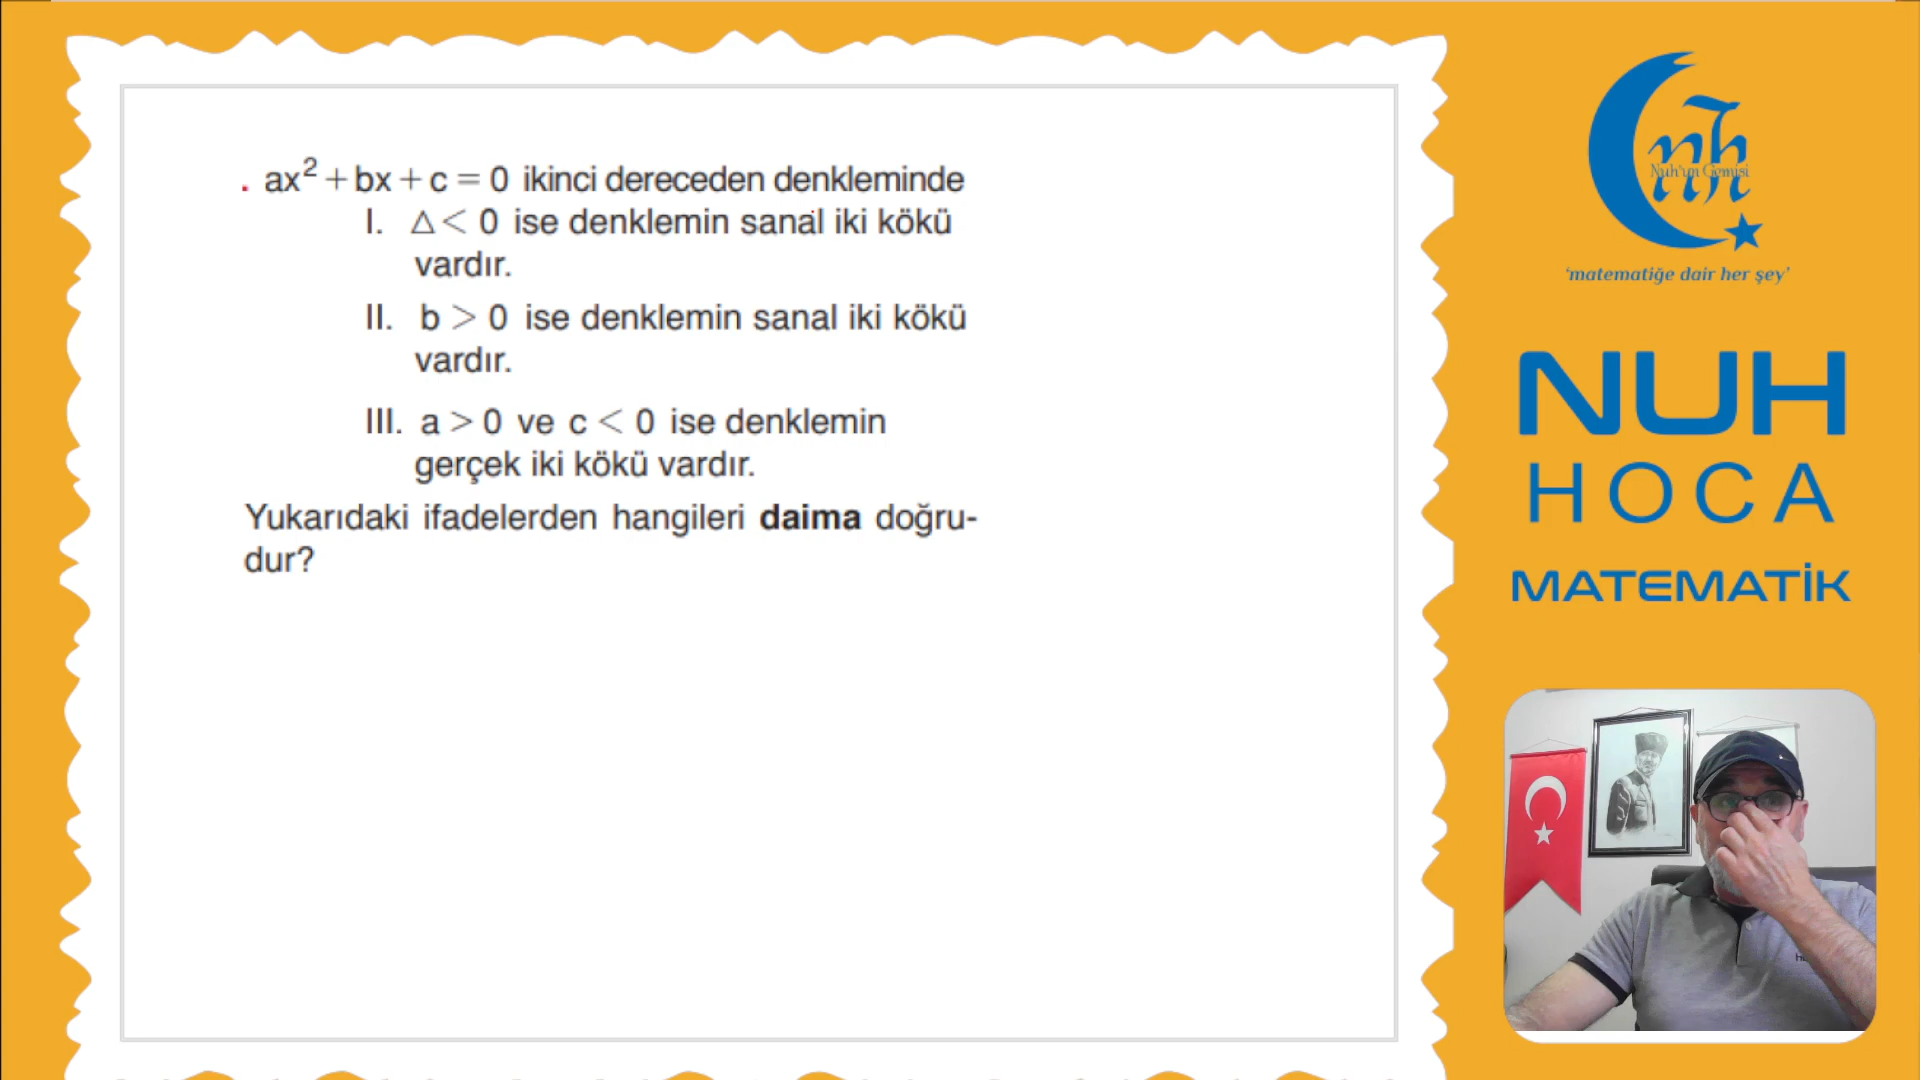 . ax² + bx + c = 0 ikinci dereceden denkleminde
I. △ < 0 ise denklemin sanal iki kökü
vardır.
II. b > 0 ise denklemin sanal iki kökü
vardır.
III. a > 0 ve c < 0 ise denklemin
gerçek iki kökü vardır.
Yukarıdaki ifadelerden hangileri daima doğru-
dur?
nh
Nuh'un Gemisi
'matematiğe dair her şey'
NUH
HOCA
MATEMATİK